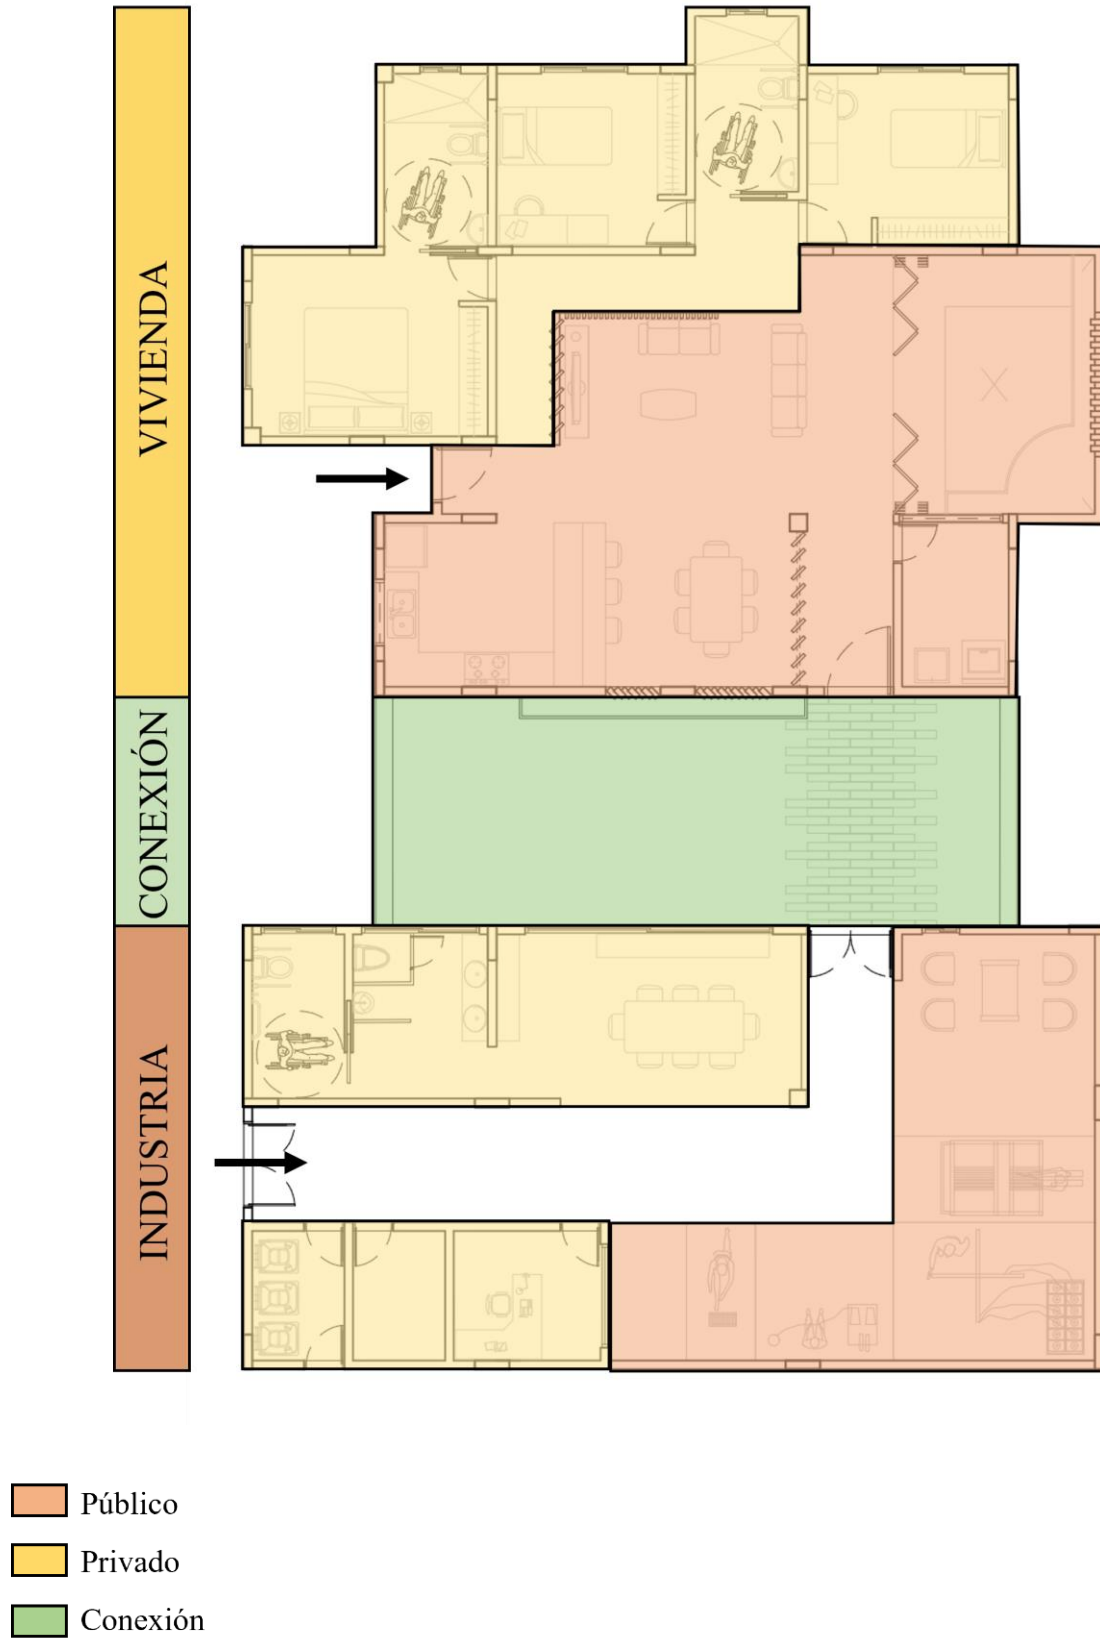 VIVIENDA
CONEXIÓN
INDUSTRIA
Público
Privado
Conexión